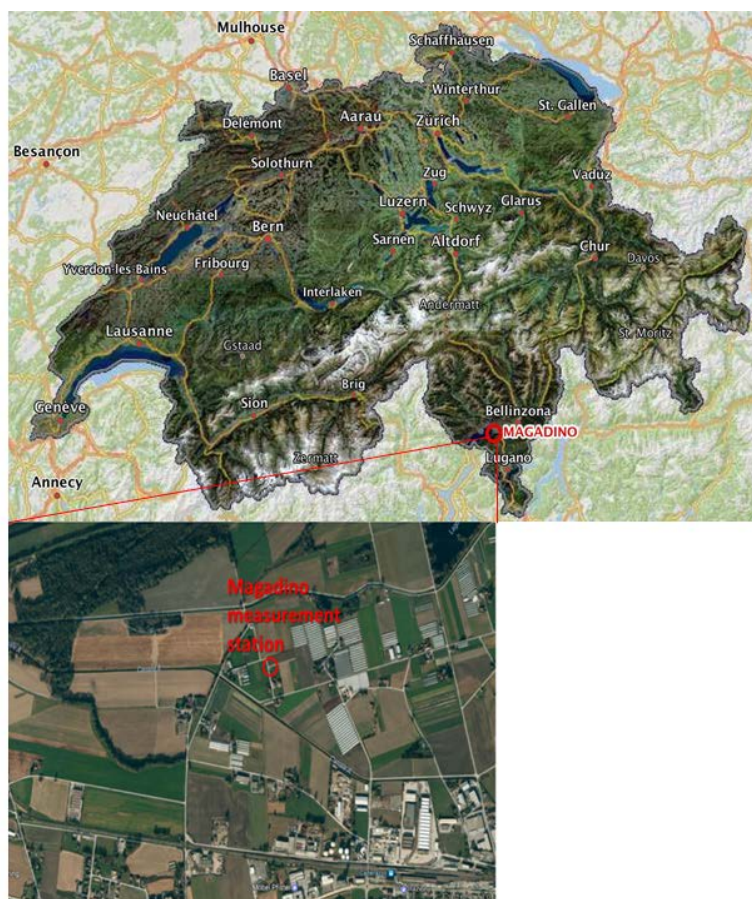 Mulhouse
Schaffhausen
Basel
Winterthur
St. Gallen
Delemont
Aarau
Zürich
Besançon
Solothurn
Zug
Vaduz
Luzern
Schwyz
Glarus
Neuchâtel
Bern
Sarnen
Altdorf
Chur
Davos
Yverdon-les-Bains
Fribourg
Interlaken
Andermatt
Lausanne
Gstaad
St. Moritz
Sion
Brig
Genève
Bellinzona
MAGADINO
Zermatt
Lugano
Annecy
Magadino
measurement
station
Möbel Pfister